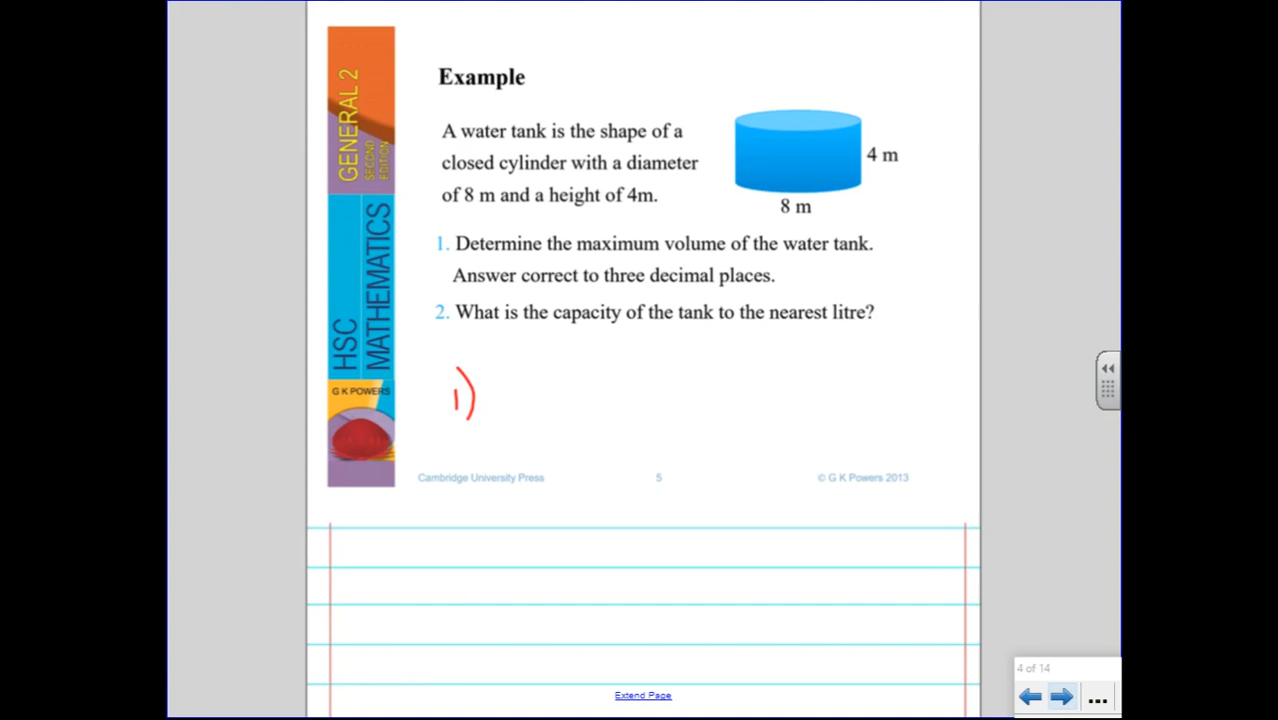 GENERAL 2
SECOND
EDITION
HSC
MATHEMATICS
G K POWERS
Example
A water tank is the shape of a
closed cylinder with a diameter
of 8 m and a height of 4m.
4 m
8 m
1. Determine the maximum volume of the water tank.
Answer correct to three decimal places.
2. What is the capacity of the tank to the nearest litre?
1)
Cambridge University Press 5 © G K Powers 2013
Extend Page
4 of 14
...